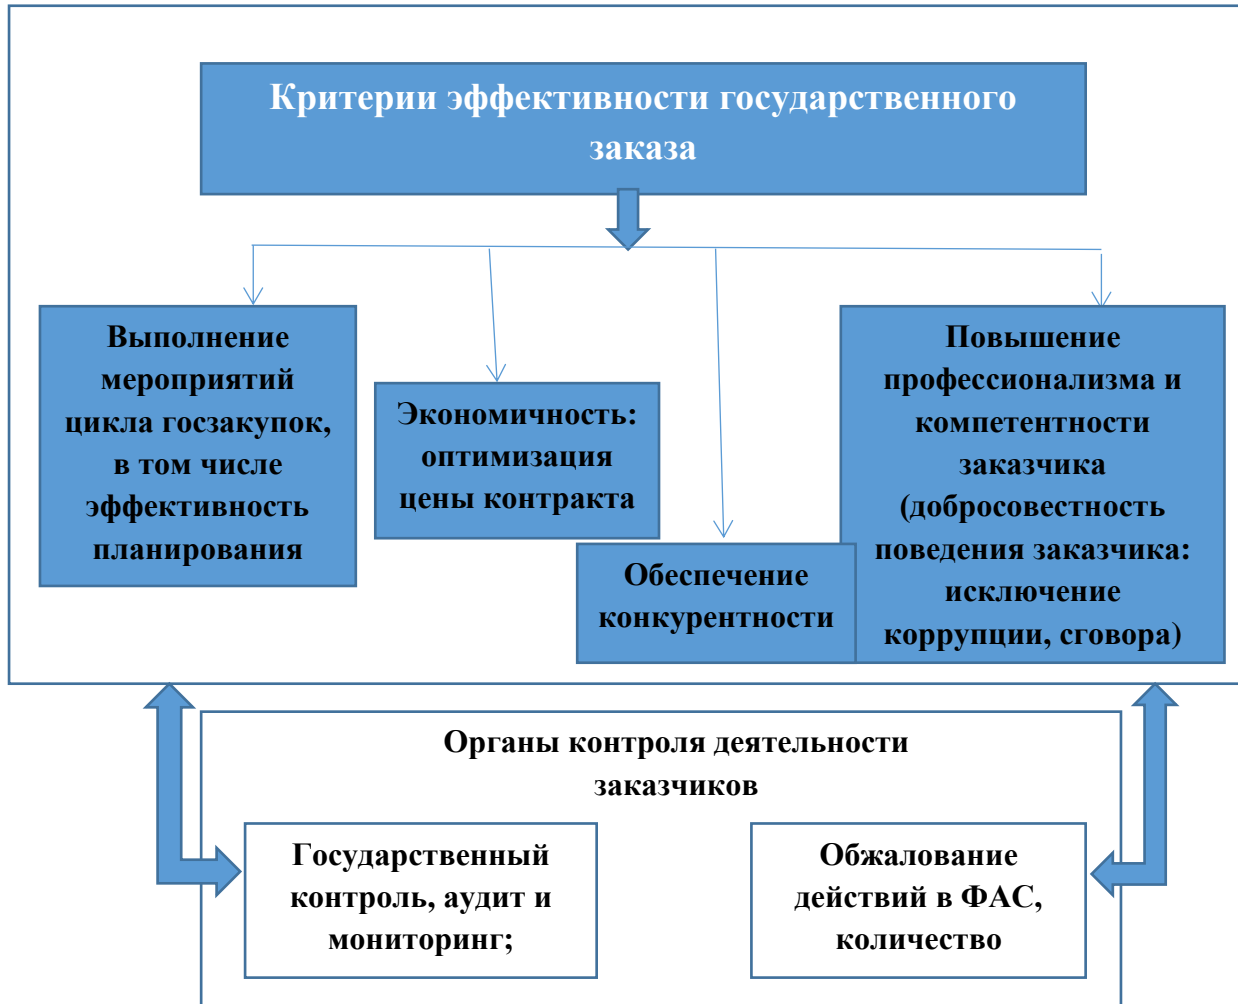 Критерии эффективности государственного
заказа
Выполнение
мероприятий
цикла госзакупок,
в том числе
эффективность
планирования
Экономичность:
оптимизация
цены контракта
Обеспечение
конкурентности
Повышение
профессионализма и
компетентности
заказчика
(добросовестность
поведения заказчика:
исключение
коррупции, сговора)
Органы контроля деятельности
заказчиков
Государственный
контроль, аудит и
мониторинг;
Обжалование
действий в ФАС,
количество